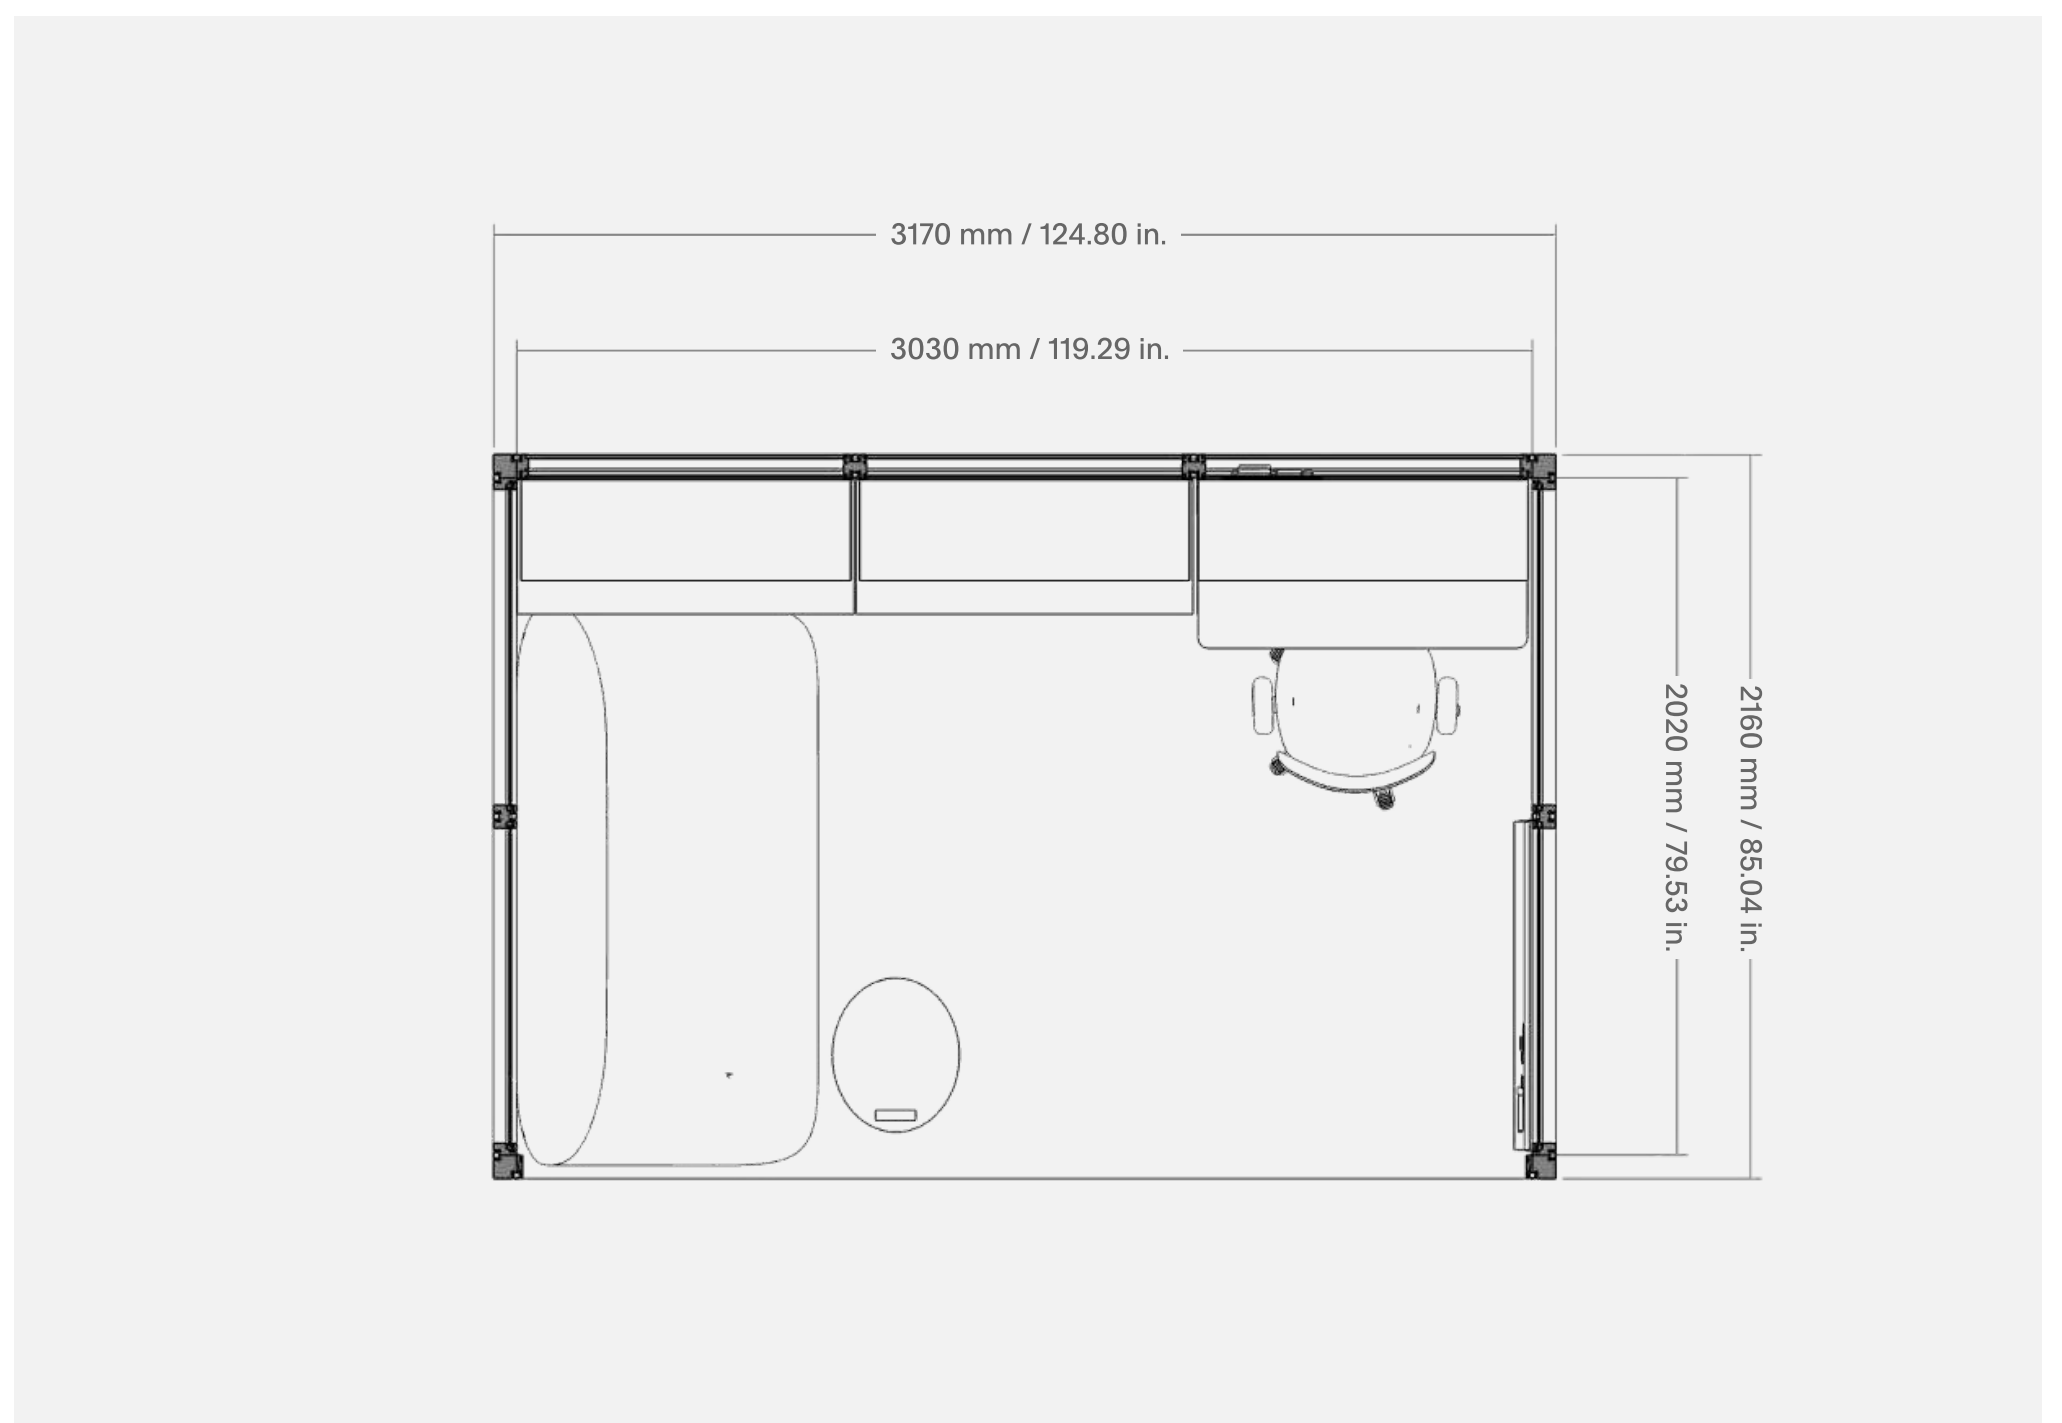 3170 mm / 124.80 in.
3030 mm / 119.29 in.
2020 mm / 79.53 in.
2160 mm / 85.04 in.